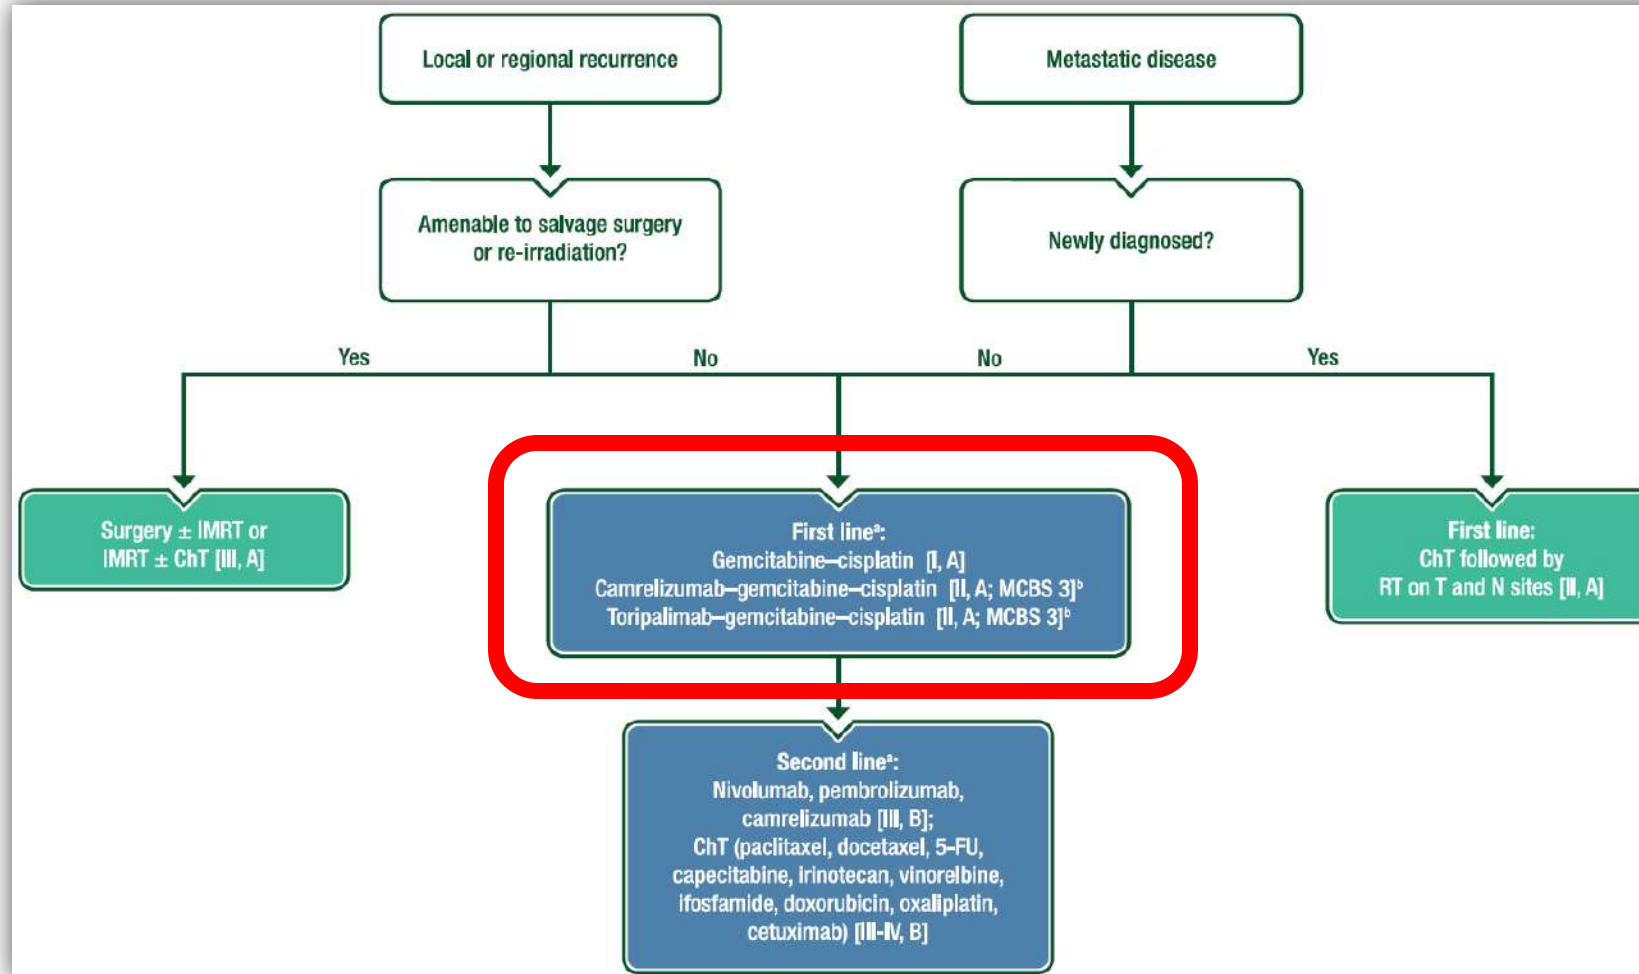 Local or regional recurrence
Metastatic disease
Amenable to salvage surgery
or re-irradiation?
Newly diagnosed?
Yes
No
No
Yes
Surgery ± IMRT or
IMRT ± ChT [III, A]
First lineª:
Gemcitabine–cisplatin [I, A]
Camrelizumab–gemcitabine–cisplatin [II, A; MCBS 3]ᵇ
Toripalimab–gemcitabine–cisplatin [II, A; MCBS 3]ᵇ
First line:
ChT followed by
RT on T and N sites [II, A]
Second lineª:
Nivolumab, pembrolizumab,
camrelizumab [III, B];
ChT (paclitaxel, docetaxel, 5-FU,
capecitabine, irinotecan, vinorelbine,
ifosfamide, doxorubicin, oxaliplatin,
cetuximab) [III-IV, B]